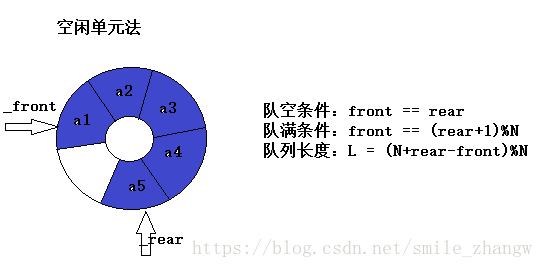 空闲单元法
_front
a1
a2
a3
a4
a5
_rear
队空条件：front == rear
队满条件：front == (rear+1)%N
队列长度：L = (N+rear-front)%N
https://blog.csdn.net/smile_zhangw